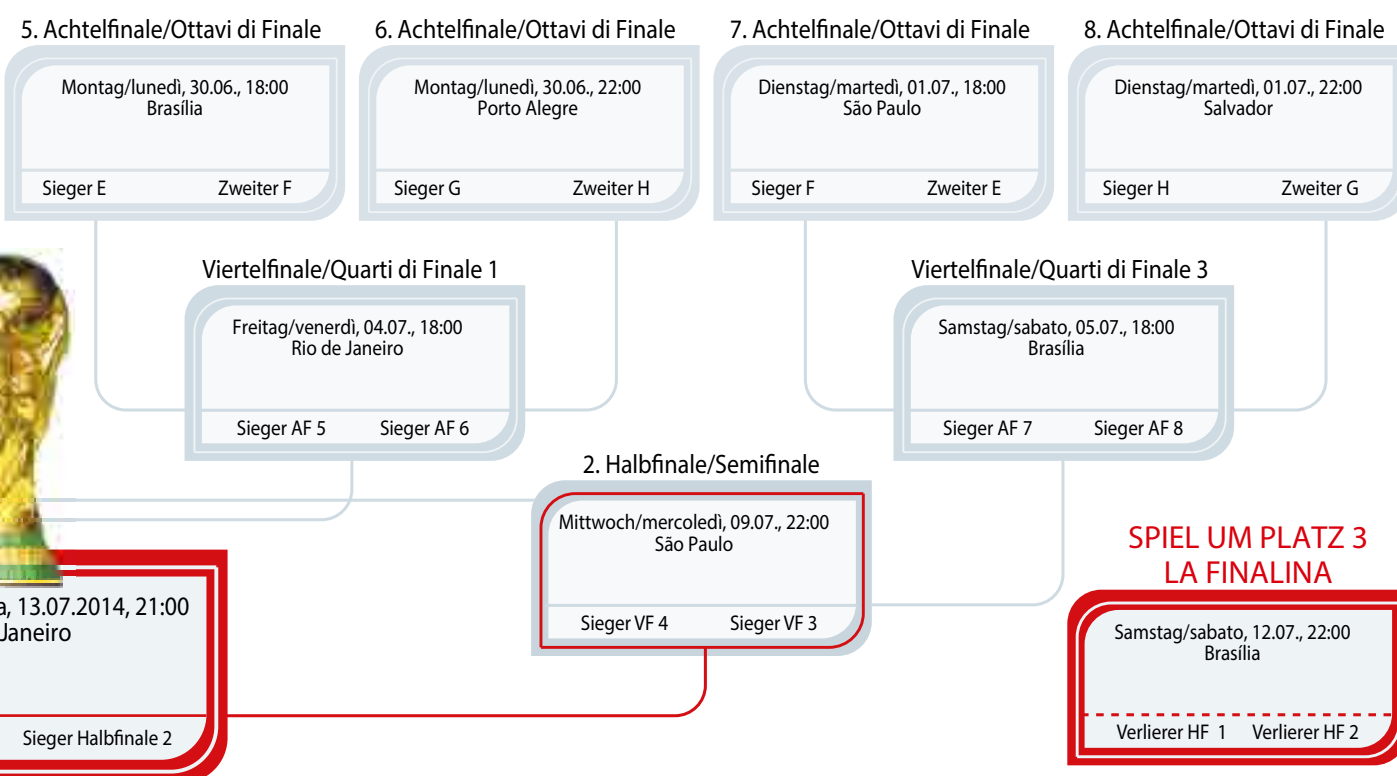 5. Achtelfinale/Ottavi di Finale
6. Achtelfinale/Ottavi di Finale
7. Achtelfinale/Ottavi di Finale
8. Achtelfinale/Ottavi di Finale
Montag/lunedì, 30.06., 18:00
Brasília
Sieger E Zweiter F
Montag/lunedì, 30.06., 22:00
Porto Alegre
Sieger G Zweiter H
Dienstag/martedì, 01.07., 18:00
São Paulo
Sieger F Zweiter E
Dienstag/martedì, 01.07., 22:00
Salvador
Sieger H Zweiter G
Viertelfinale/Quarti di Finale 1
Freitag/venerdì, 04.07., 18:00
Rio de Janeiro
Sieger AF 5 Sieger AF 6
Viertelfinale/Quarti di Finale 3
Samstag/sabato, 05.07., 18:00
Brasília
Sieger AF 7 Sieger AF 8
2. Halbfinale/Semifinale
Mittwoch/mercoledì, 09.07., 22:00
São Paulo
Sieger VF 4 Sieger VF 3
a, 13.07.2014, 21:00
Janeiro
Sieger Halbfinale 2
SPIEL UM PLATZ 3
LA FINALINA
Samstag/sabato, 12.07., 22:00
Brasília
Verlierer HF 1 Verlierer HF 2